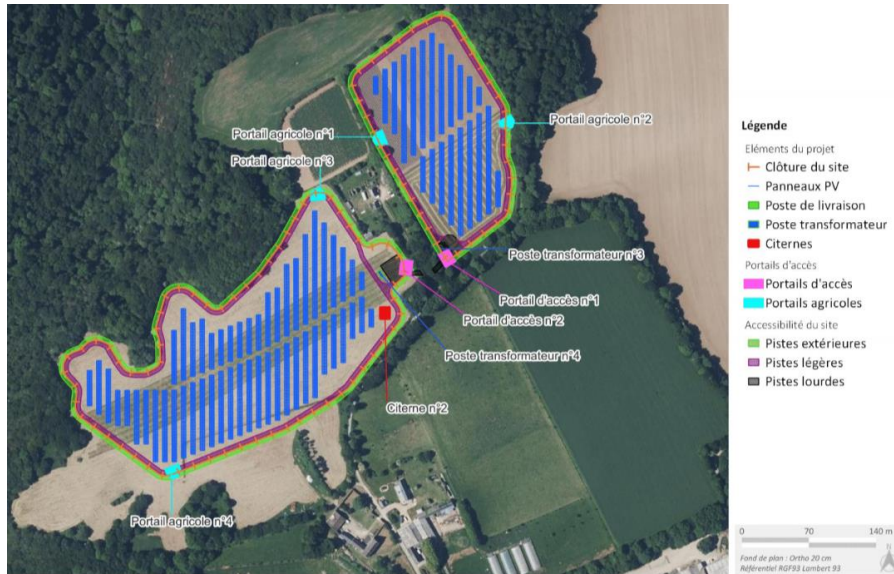 Portail agricole n°1
Portail agricole n°2
Portail agricole n°3
Poste transformateur n°3
Portail d'accès n°1
Portail d'accès n°2
Poste transformateur n°4
Citerne n°2
Portail agricole n°4
Légende
Eléments du projet
Clôture du site
Panneaux PV
Poste de livraison
Poste transformateur
Citernes
Portails d'accès
Portails d'accès
Portails agricoles
Accessibilité du site
Pistes extérieures
Pistes légères
Pistes lourdes
0 70 140 m
N
Fond de plan : Ortho 20 cm
Référentiel RGF93 Lambert 93